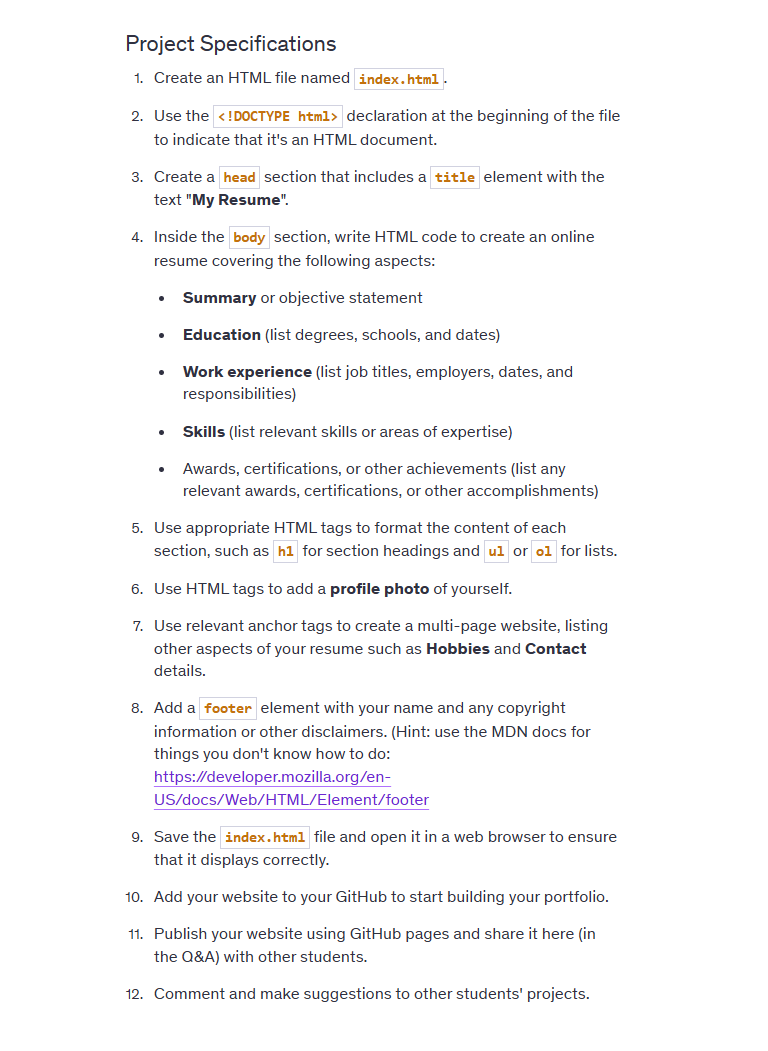 Project Specifications
1. Create an HTML file named index.html.
2. Use the <!DOCTYPE html> declaration at the beginning of the file
to indicate that it's an HTML document.
3. Create a head section that includes a title element with the
text "My Resume".
4. Inside the body section, write HTML code to create an online
resume covering the following aspects:
• Summary or objective statement
• Education (list degrees, schools, and dates)
• Work experience (list job titles, employers, dates, and
responsibilities)
• Skills (list relevant skills or areas of expertise)
• Awards, certifications, or other achievements (list any
relevant awards, certifications, or other accomplishments)
5. Use appropriate HTML tags to format the content of each
section, such as h1 for section headings and ul or ol for lists.
6. Use HTML tags to add a profile photo of yourself.
7. Use relevant anchor tags to create a multi-page website, listing
other aspects of your resume such as Hobbies and Contact
details.
8. Add a footer element with your name and any copyright
information or other disclaimers. (Hint: use the MDN docs for
things you don't know how to do:
https://developer.mozilla.org/en-
US/docs/Web/HTML/Element/footer
9. Save the index.html file and open it in a web browser to ensure
that it displays correctly.
10. Add your website to your GitHub to start building your portfolio.
11. Publish your website using GitHub pages and share it here (in
the Q&A) with other students.
12. Comment and make suggestions to other students' projects.